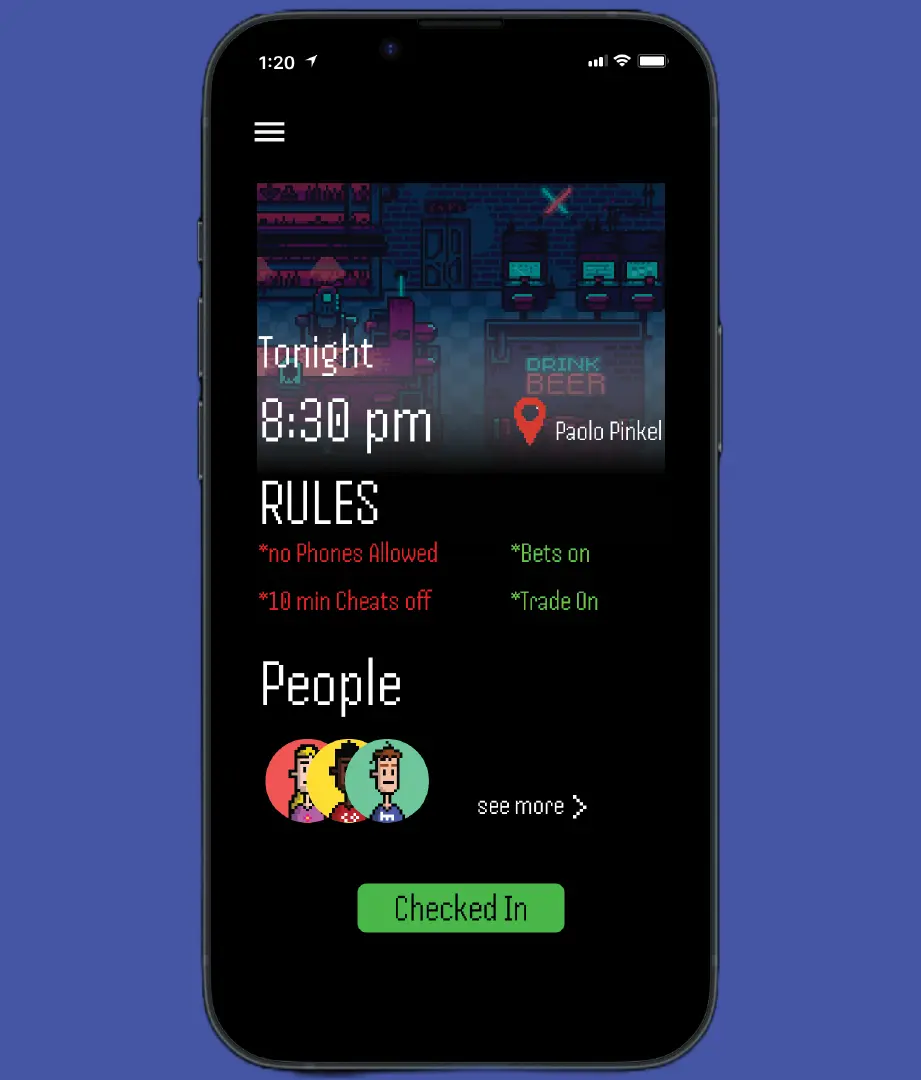 1:20
DRINK
BEER
Tonight
8:30 pm
Paolo Pinkel
RULES
*no Phones Allowed
*Bets on
*10 min Cheats off
*Trade On
People
see more
Checked In